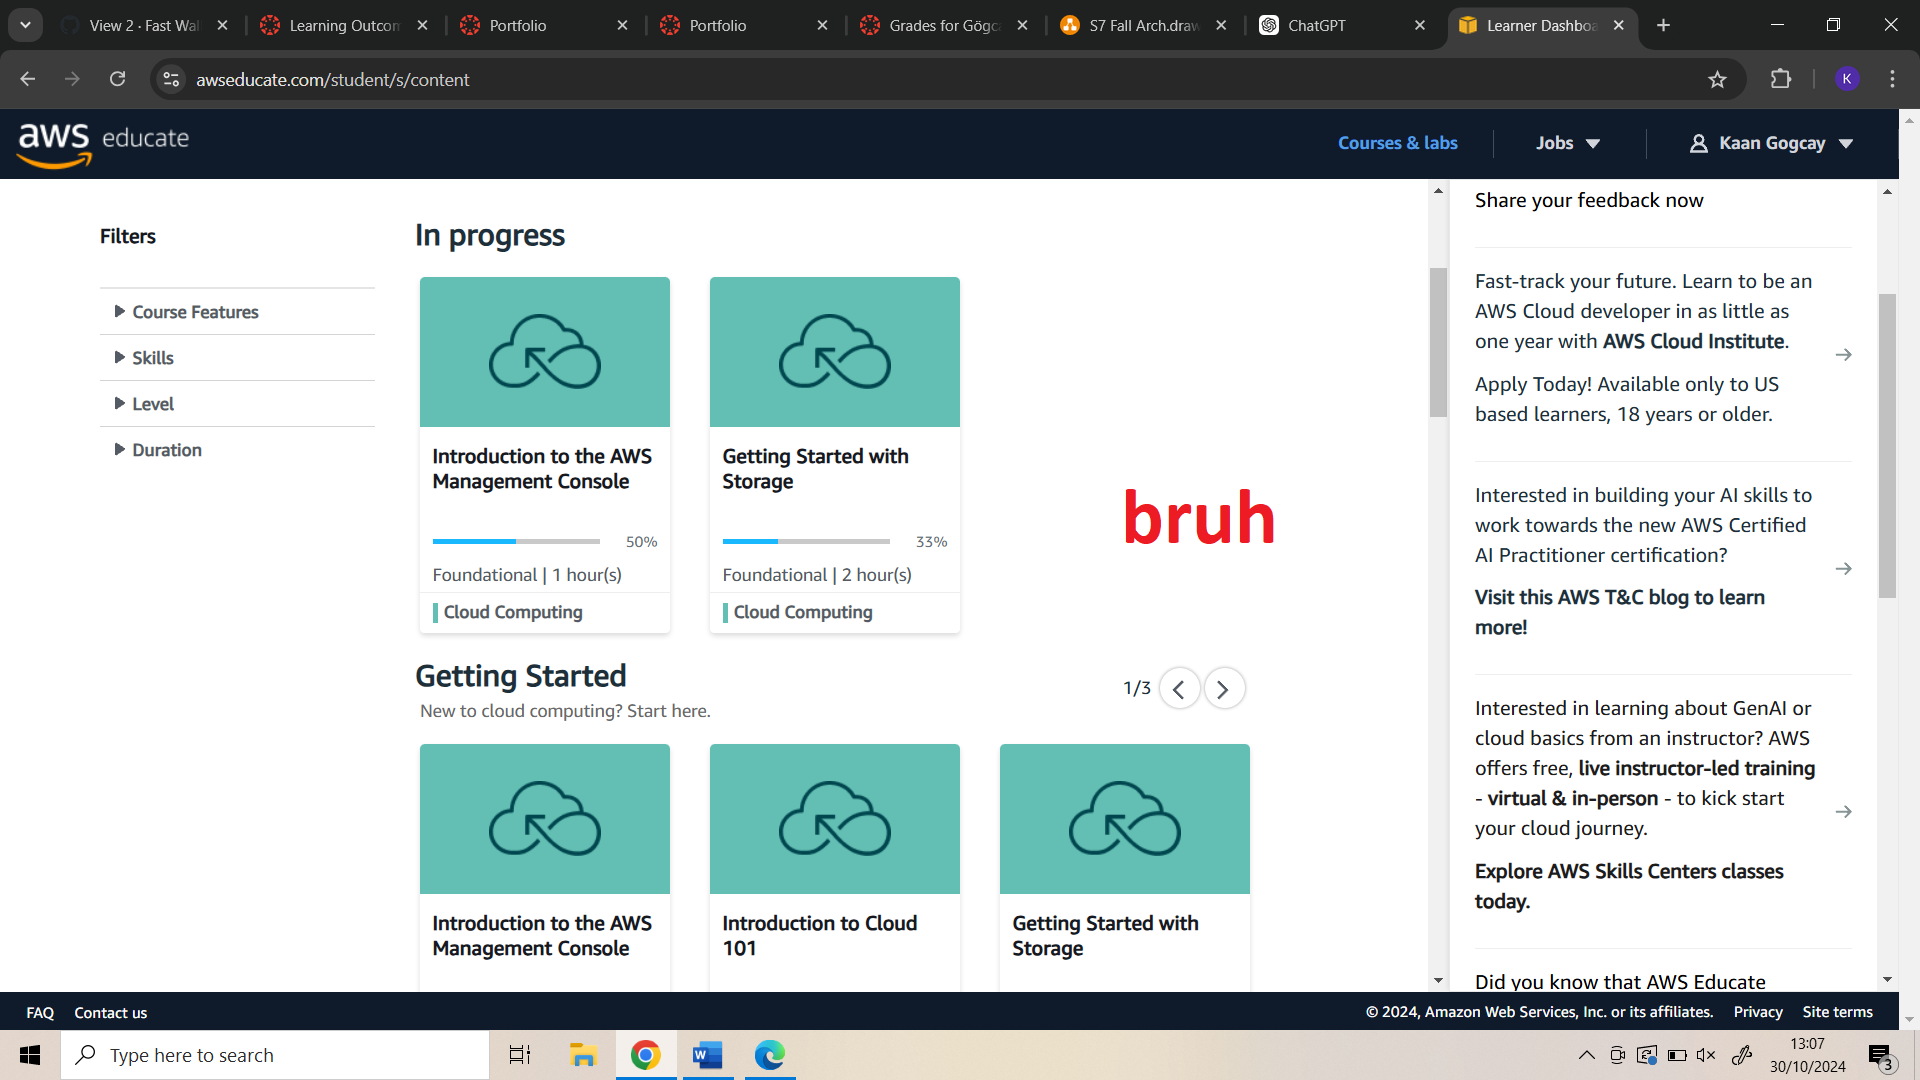 View 2 · Fast Wal
Learning Outcom
Portfolio
Portfolio
Grades for Gögc
S7 Fall Arch.draw
ChatGPT
Learner Dashboa
awseducate.com/student/s/content
K
aws educate
Courses & labs
Jobs
Kaan Gogcay
Filters
Course Features
Skills
Level
Duration
In progress
Introduction to the AWS
Management Console
50%
Foundational | 1 hour(s)
Cloud Computing
Getting Started with
Storage
33%
Foundational | 2 hour(s)
Cloud Computing
bruh
Getting Started
New to cloud computing? Start here.
1/3
Introduction to the AWS
Management Console
Introduction to Cloud
101
Getting Started with
Storage
Share your feedback now
Fast-track your future. Learn to be an
AWS Cloud developer in as little as
one year with AWS Cloud Institute.
Apply Today! Available only to US
based learners, 18 years or older.
Interested in building your AI skills to
work towards the new AWS Certified
AI Practitioner certification?
Visit this AWS T&C blog to learn
more!
Interested in learning about GenAI or
cloud basics from an instructor? AWS
offers free, live instructor-led training
- virtual & in-person - to kick start
your cloud journey.
Explore AWS Skills Centers classes
today.
Did you know that AWS Educate
FAQ
Contact us
© 2024, Amazon Web Services, Inc. or its affiliates.
Privacy
Site terms
Type here to search
13:07
30/10/2024
3